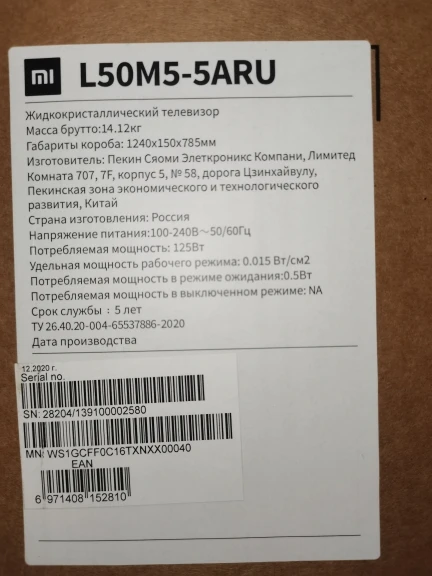 mi L50M5-5ARU
Жидкокристаллический телевизор
Масса брутто:14.12кг
Габариты короба: 1240x150x785мм
Изготовитель: Пекин Сяоми Элеткроникс Компани, Лимитед
Комната 707, 7F, корпус 5, № 58, дорога Цзинхайвулу,
Пекинская зона экономического и технологического
развития, Китай
Страна изготовления: Россия
Напряжение питания:100-240В~50/60Гц
Потребляемая мощность: 125Вт
Удельная мощность рабочего режима: 0.015 Вт/см2
Потребляемая мощность в режиме ожидания:0.5Вт
Потребляемая мощность в выключенном режиме: NA
Срок службы : 5 лет
ТУ 26.40.20-004-65537886-2020
Дата производства
12.2020 г.
Serial no.
SN: 28204/139100002580
MN: WS1GCFF0C16TXNXX00040
EAN
6 971408 152810